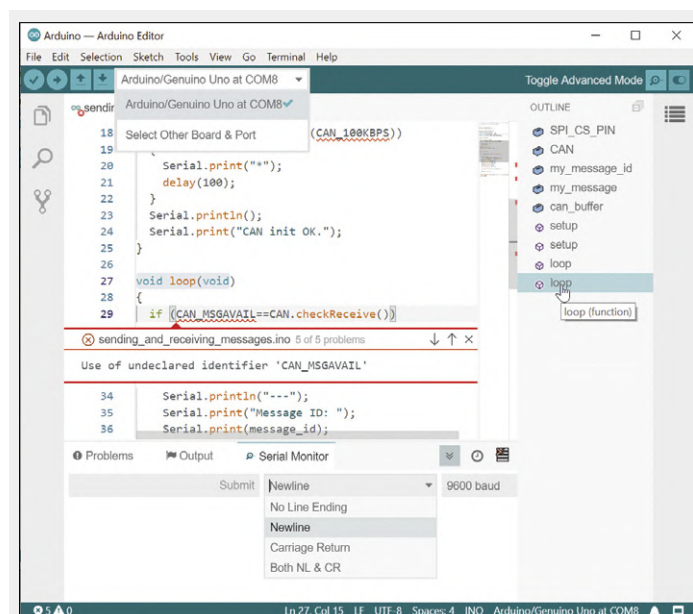 Arduino — Arduino Editor
File Edit Selection Sketch Tools View Go Terminal Help
Arduino/Genuino Uno at COM8
Toggle Advanced Mode
Arduino/Genuino Uno at COM8
Select Other Board & Port
sendin
18 (CAN_100KBPS))
19 {
20 Serial.print("*");
21 delay(100);
22 }
23 Serial.println();
24 Serial.print("CAN init OK.");
25 }
26
27 void loop(void)
28 {
29 if (CAN_MSGAVAIL==CAN.checkReceive())
sending_and_receiving_messages.ino 5 of 5 problems
Use of undeclared identifier 'CAN_MSGAVAIL'
34 Serial.println("---");
35 Serial.print("Message ID: ");
36 Serial.print(message_id);
OUTLINE
SPI_CS_PIN
CAN
my_message_id
my_message
can_buffer
setup
setup
loop
loop
loop (function)
Problems Output Serial Monitor
Submit Newline 9600 baud
No Line Ending
Newline
Carriage Return
Both NL & CR
5 0 Ln 27, Col 15 LF UTF-8 Spaces: 4 INO Arduino/Genuino Uno at COM8